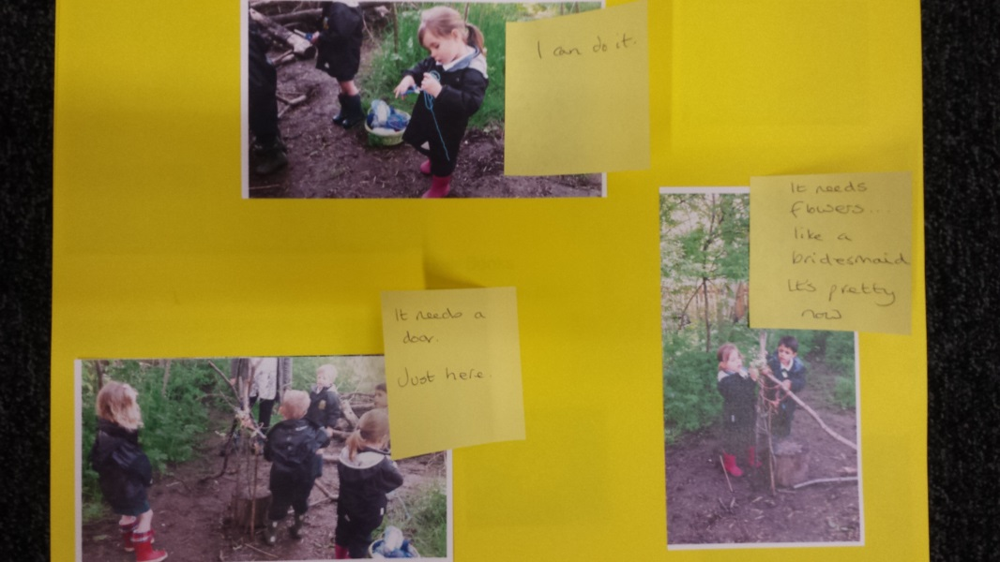 I can do it.
It needs
flowers..
like a
bridesmaid
It's pretty
now
It needs a
door.
Just here.